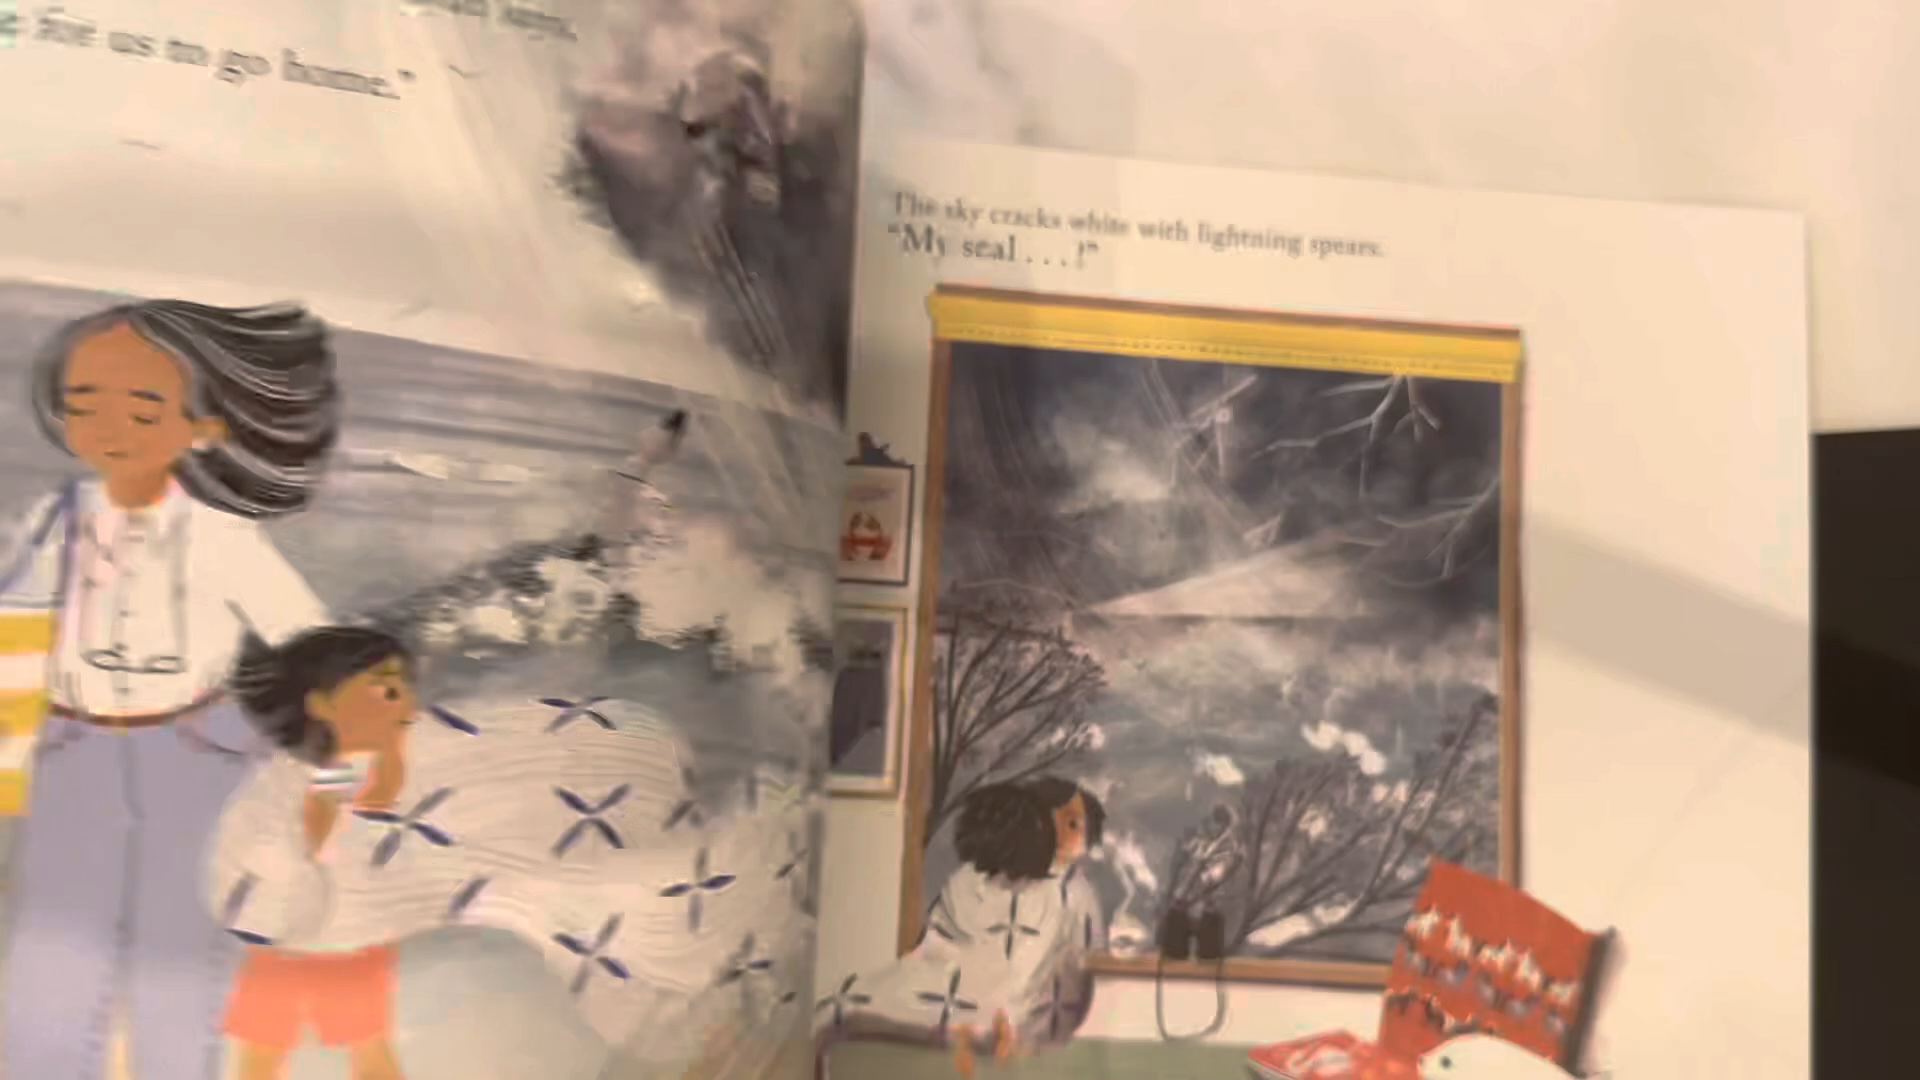 for us to go home."
The sky cracks white with lightning spears.
"My seal . . . !"